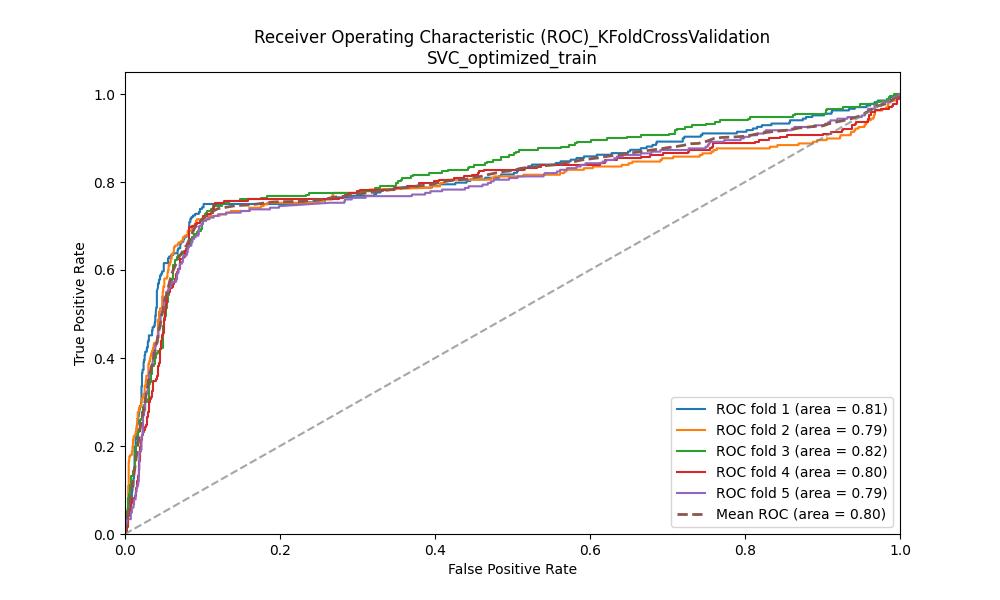 Receiver Operating Characteristic (ROC)_KFoldCrossValidation
SVC_optimized_train
True Positive Rate
1.0
0.8
0.6
0.4
0.2
0.0
0.0 0.2 0.4 0.6 0.8 1.0
False Positive Rate
ROC fold 1 (area = 0.81)
ROC fold 2 (area = 0.79)
ROC fold 3 (area = 0.82)
ROC fold 4 (area = 0.80)
ROC fold 5 (area = 0.79)
Mean ROC (area = 0.80)